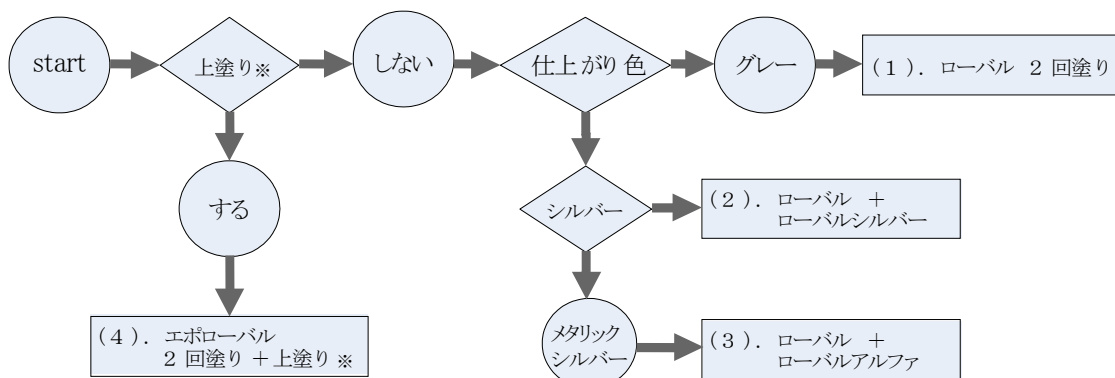 start
上塗り※
しない
仕上がり色
グレー
(1). ローバル 2回塗り
する
シルバー
(2). ローバル +
ローバルシルバー
(4). エポローバル
2回塗り+上塗り※
メタリック
シルバー
(3). ローバル +
ローバルアルファ